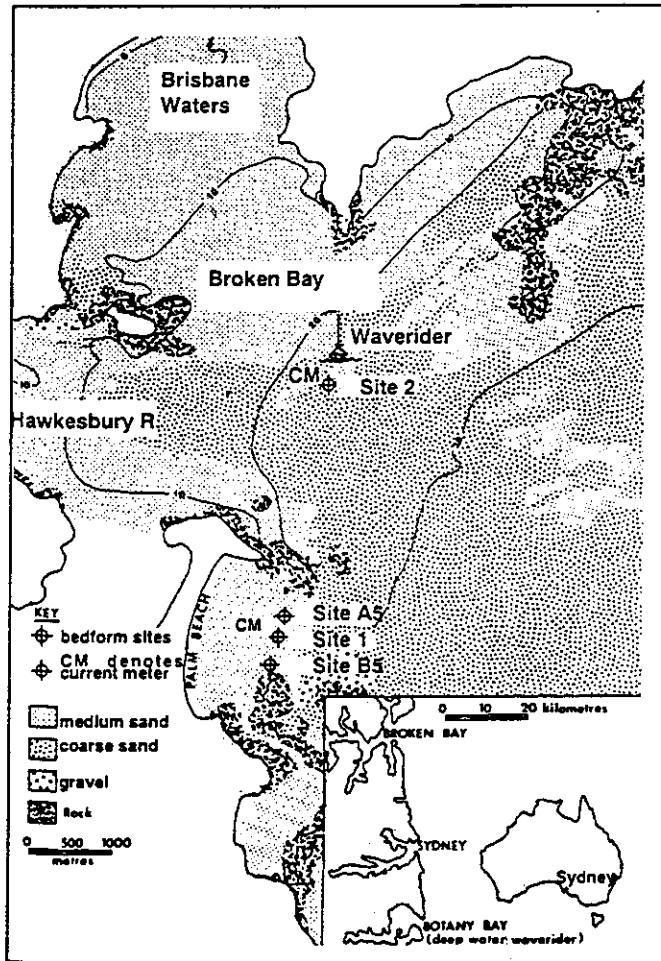 Brisbane
Waters
Broken Bay
Waverider
CM
Site 2
Hawkesbury R.
PALM BEACH
CM
Site A5
Site 1
Site B5
KEY
bedform sites
CM denotes
current meter
medium sand
coarse sand
gravel
Rock
0 500 1000
metres
0 10 20 kilometres
BROKEN BAY
SYDNEY
BOTANY BAY
(deep water waverider)
Sydney